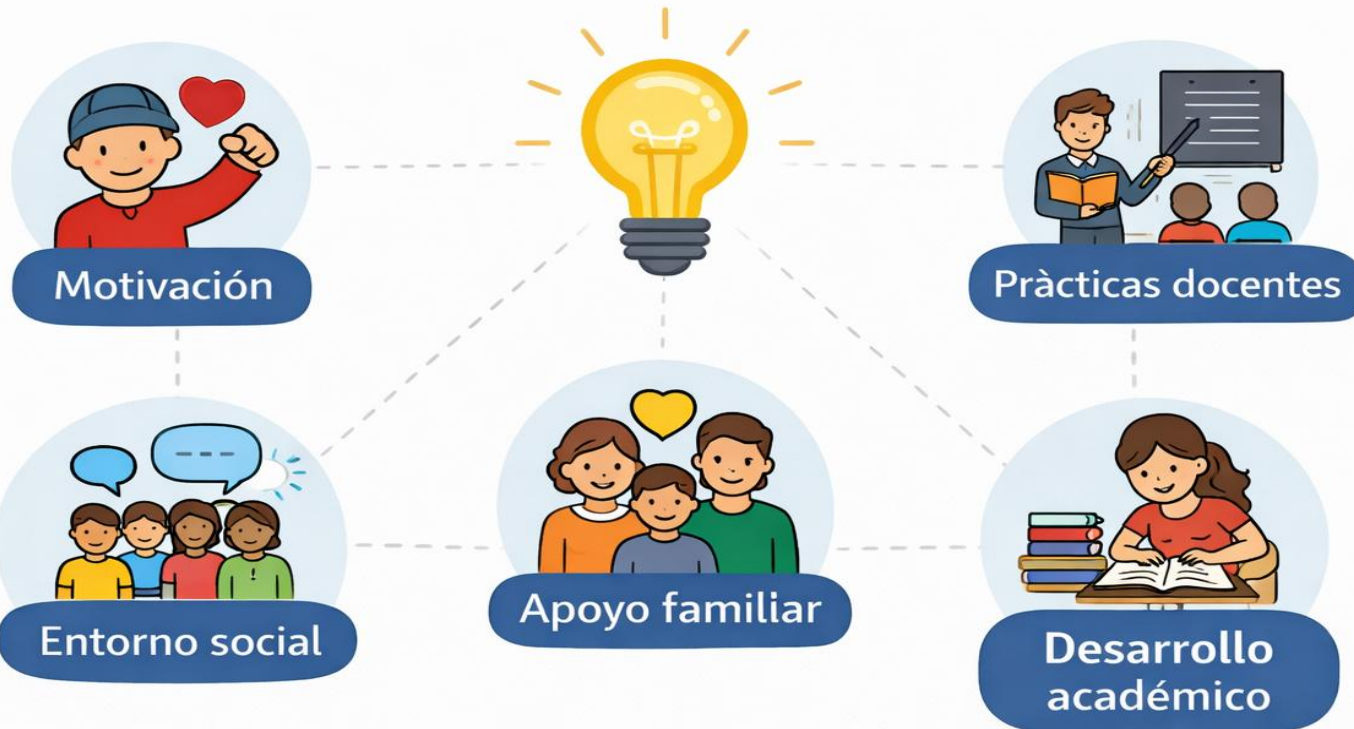 Motivación
Pràcticas docentes
Entorno social
Apoyo familiar
Desarrollo
académico